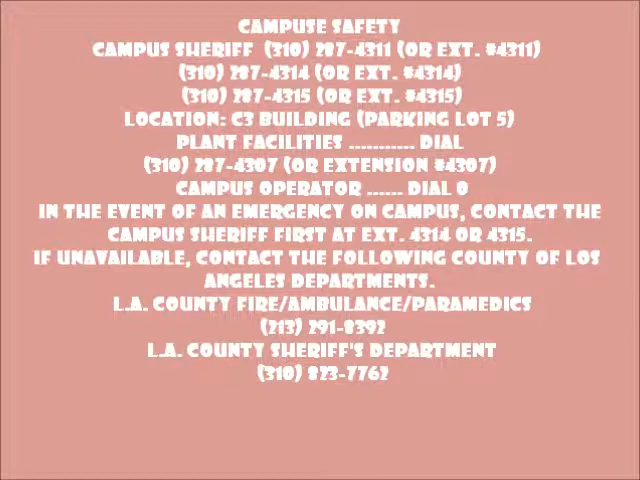 CAMPUSE SAFETY
CAMPUS SHERIFF (310) 287-4311 (OR EXT. #4311)
(310) 287-4314 (OR EXT. #4314)
(310) 287-4315 (OR EXT. #4315)
LOCATION: C3 BUILDING (PARKING LOT 5)
PLANT FACILITIES ........... DIAL
(310) 287-4307 (OR EXTENSION #4307)
CAMPUS OPERATOR ...... DIAL 0
IN THE EVENT OF AN EMERGENCY ON CAMPUS, CONTACT THE
CAMPUS SHERIFF FIRST AT EXT. 4314 OR 4315.
IF UNAVAILABLE, CONTACT THE FOLLOWING COUNTY OF LOS
ANGELES DEPARTMENTS.
L.A. COUNTY FIRE/AMBULANCE/PARAMEDICS
(213) 291-8392
L.A. COUNTY SHERIFF'S DEPARTMENT
(310) 823-7762